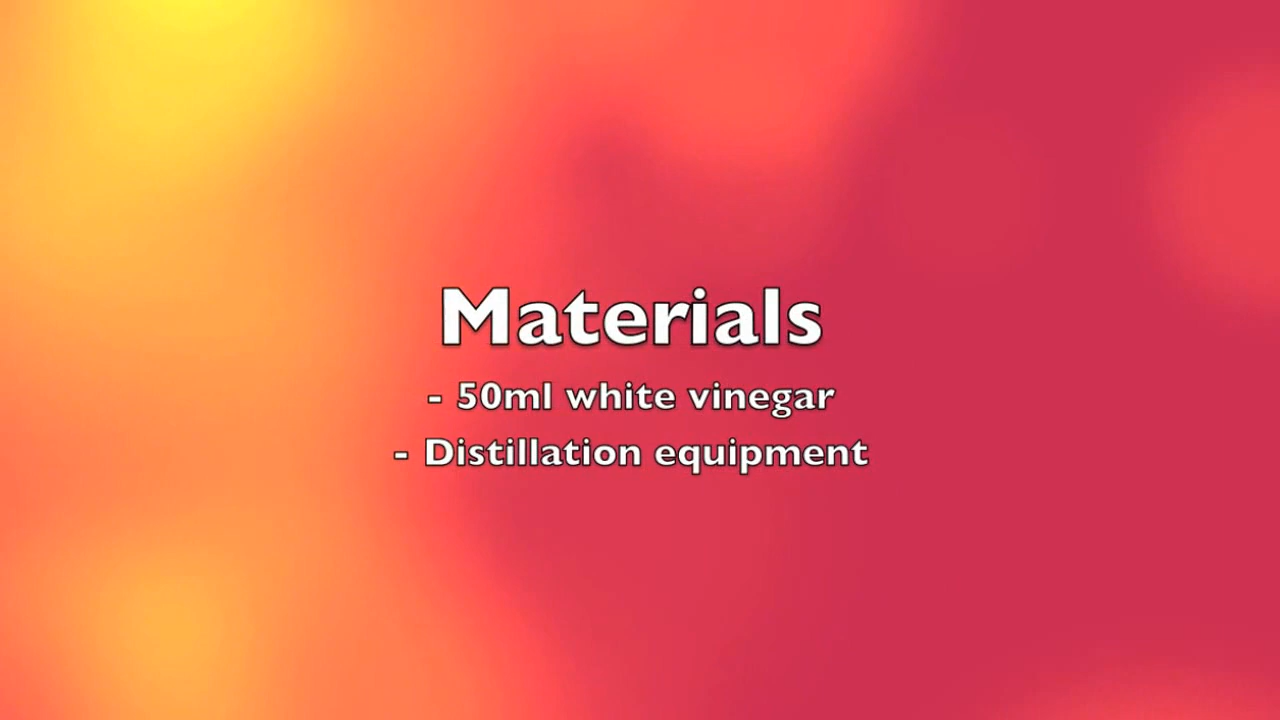 Materials
- 50ml white vinegar
- Distillation equipment